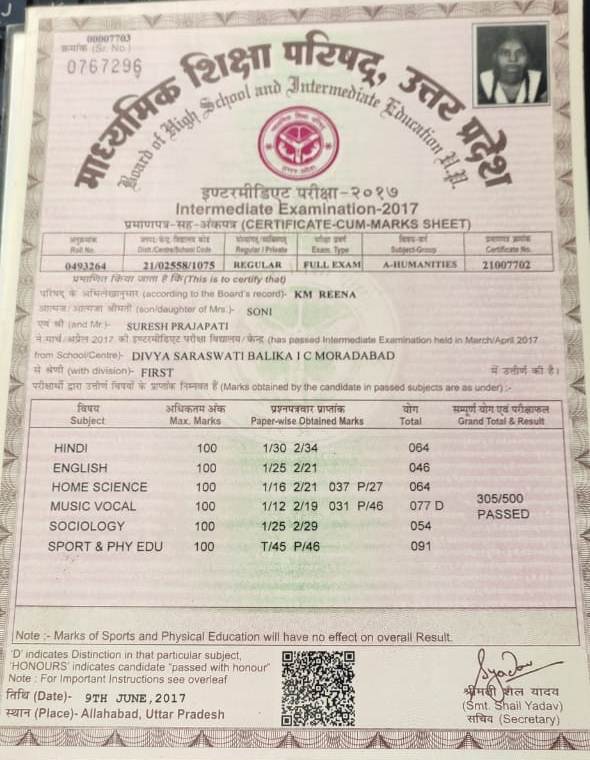 00007703
क्रमांक (Sr. No.)
0767296
माध्यमिक शिक्षा परिषद्, उत्तर प्रदेश
Board of High School and Intermediate Education U.P.
इण्टरमीडिएट परीक्षा-२०१७
Intermediate Examination-2017
प्रमाणपत्र-सह-अंकपत्र (CERTIFICATE-CUM-MARKS SHEET)
अनुक्रमांक
Roll No. Dist./Centre/School Code Regular / Private Exam. Type Subject-Group Certificate No.
0493264 21/02558/1075 REGULAR FULL EXAM A-HUMANITIES 21007702
प्रमाणित किया जाता है कि (This is to certify that)
परिषद् के अभिलेखानुसार (according to the Board's record)- KM REENA
आत्मज/आत्मजा श्रीमती (son/daughter of Mrs.)- SONI
एवं श्री (and Mr.)- SURESH PRAJAPATI
ने मार्च/अप्रैल 2017 की इण्टरमीडिएट परीक्षा विद्यालय/केन्द्र (has passed Intermediate Examination held in March/April 2017
from School/Centre)- DIVYA SARASWATI BALIKA I C MORADABAD
से श्रेणी (with division)- FIRST में उत्तीर्ण की है।
परीक्षार्थी द्वारा उत्तीर्ण विषयों के प्राप्तांक निम्नवत हैं (Marks obtained by the candidate in passed subjects are as under) :-
विषय अधिकतम अंक प्रश्नपत्रवार प्राप्तांक योग सम्पूर्ण योग एवं परीक्षाफल
Subject Max. Marks Paper-wise Obtained Marks Total Grand Total & Result
HINDI 100 1/30 2/34 064
ENGLISH 100 1/25 2/21 046
HOME SCIENCE 100 1/16 2/21 037 P/27 064
305/500
MUSIC VOCAL 100 1/12 2/19 031 P/46 077 D
PASSED
SOCIOLOGY 100 1/25 2/29 054
SPORT & PHY EDU 100 T/45 P/46 091
Note :- Marks of Sports and Physical Education will have no effect on overall Result.
'D' indicates Distinction in that particular subject,
'HONOURS' indicates candidate "passed with honour"
Note : For Important Instructions see overleaf
तिथि (Date)- 9TH JUNE,2017
स्थान (Place)- Allahabad, Uttar Pradesh
SYadav
श्रीमती शैल यादव
(Smt. Shail Yadav)
सचिव (Secretary)